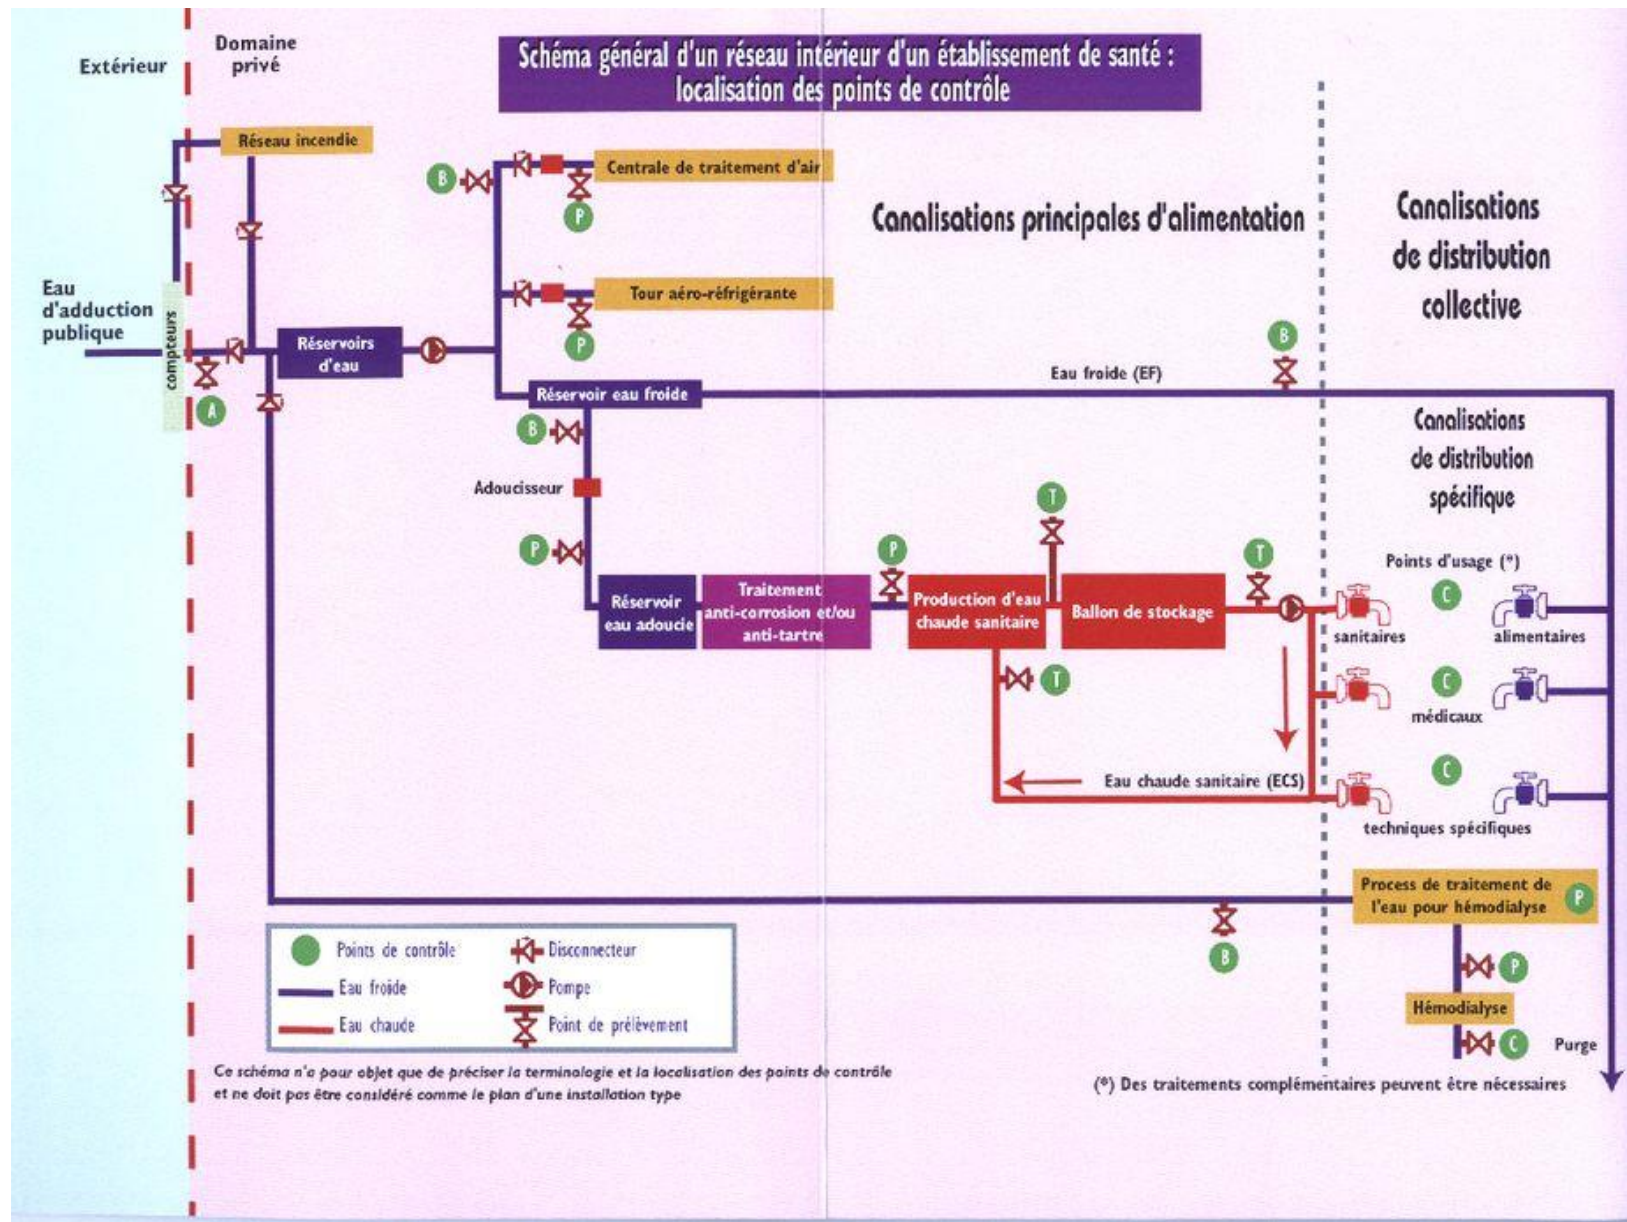 Extérieur
Domaine
privé
Schéma général d'un réseau intérieur d'un établissement de santé :
localisation des points de contrôle
Réseau incendie
B
Centrale de traitement d'air
P
Canalisations principales d'alimentation
Canalisations
de distribution
collective
Eau
d'adduction
publique
compteurs
A
Réservoirs
d'eau
Tour aéro-réfrigérante
P
B
Eau froide (EF)
Réservoir eau froide
B
Adoucisseur
P
Canalisations
de distribution
spécifique
Réservoir
eau adoucie
Traitement
anti-corrosion et/ou
anti-tartre
P
Production d'eau
chaude sanitaire
T
Ballon de stockage
T
T
Eau chaude sanitaire (ECS)
Points d'usage (*)
C
sanitaires
alimentaires
C
médicaux
C
techniques spécifiques
Process de traitement de
l'eau pour hémodialyse
P
B
P
Hémodialyse
C
Purge
Points de contrôle
Disconnecteur
Eau froide
Pompe
Eau chaude
Point de prélèvement
Ce schéma n'a pour objet que de préciser la terminologie et la localisation des points de contrôle
et ne doit pas être considéré comme le plan d'une installation type
(*) Des traitements complémentaires peuvent être nécessaires